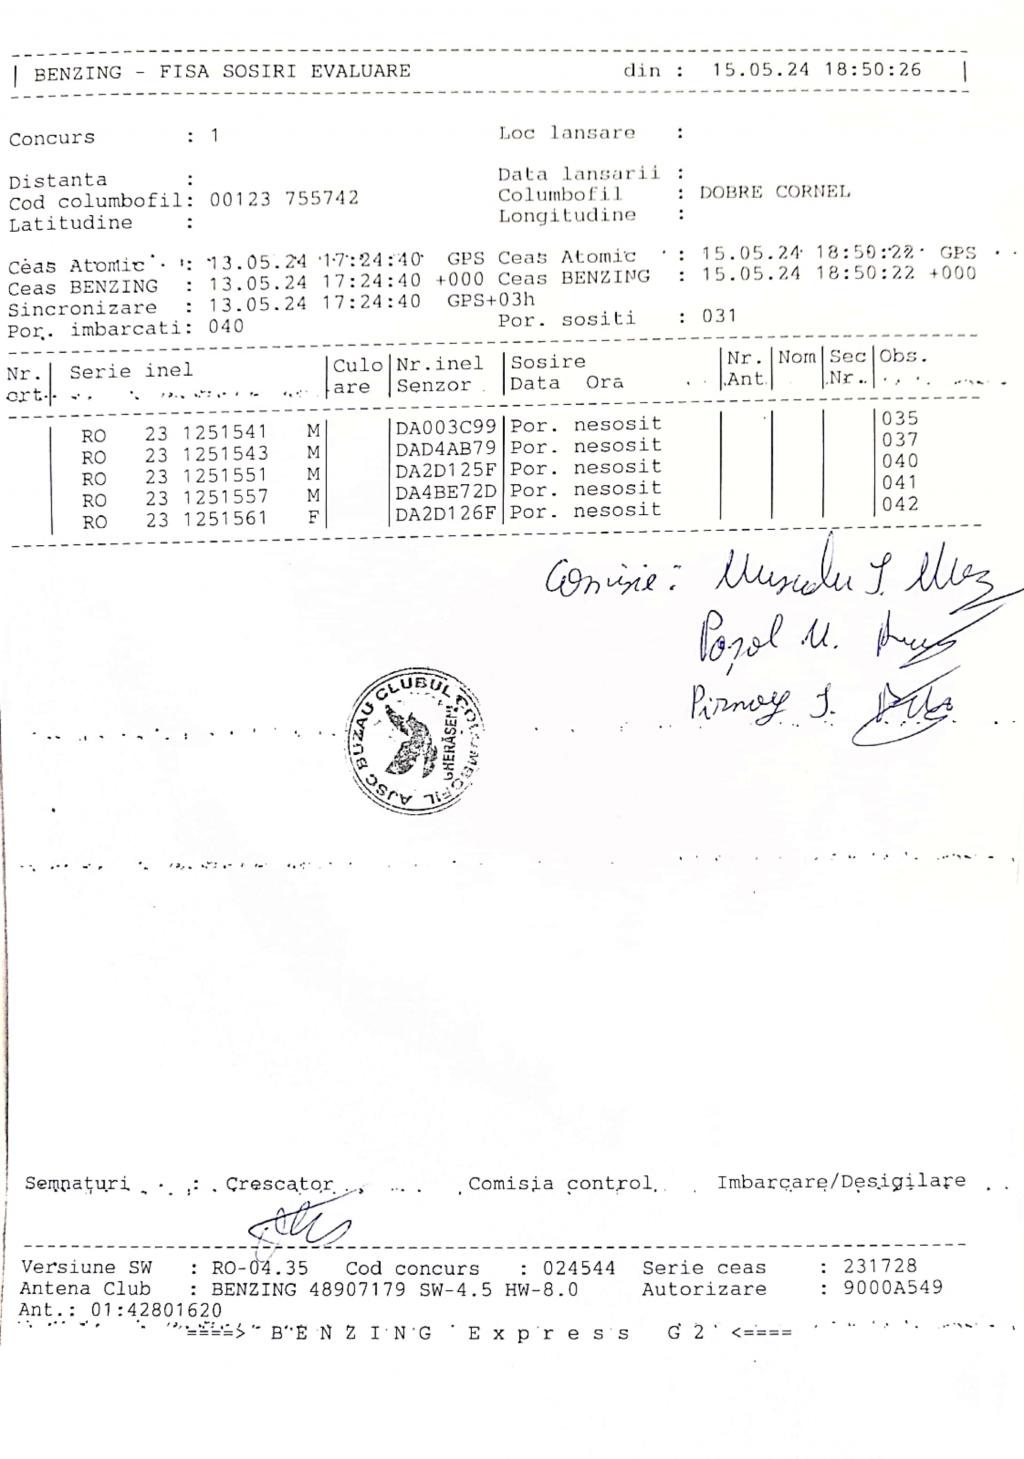 | BENZING - FISA SOSIRI EVALUARE din : 15.05.24 18:50:26 |
Concurs : 1 Loc lansare :
Distanta : Data lansarii :
Cod columbofil: 00123 755742 Columbofil : DOBRE CORNEL
Latitudine : Longitudine :
Ceas Atomic : 13.05.24 17:24:40 GPS Ceas Atomic : 15.05.24 18:50:22 GPS
Ceas BENZING : 13.05.24 17:24:40 +000 Ceas BENZING : 15.05.24 18:50:22 +000
Sincronizare : 13.05.24 17:24:40 GPS+03h
Por. imbarcati: 040 Por. sositi : 031
Nr. | Serie inel | Culo | Nr.inel | Sosire | Nr. | Nom | Sec | Obs.
crt. | | are | Senzor | Data Ora | Ant. | | Nr. |
RO 23 1251541 M | | DA003C99 | Por. nesosit | | | | 035
RO 23 1251543 M | | DAD4AB79 | Por. nesosit | | | | 037
RO 23 1251551 M | | DA2D125F | Por. nesosit | | | | 040
RO 23 1251557 M | | DA4BE72D | Por. nesosit | | | | 041
RO 23 1251561 F | | DA2D126F | Por. nesosit | | | | 042
Comisie:
AJSC BUZAU CLUBUL COLUMBOFIL
GHERĂSENI
Semnaturi : Crescator Comisia control Imbarcare/Desigilare
Versiune SW : RO-04.35 Cod concurs : 024544 Serie ceas : 231728
Antena Club : BENZING 48907179 SW-4.5 HW-8.0 Autorizare : 9000A549
Ant.: 01:42801620
====> B E N Z I N G E x p r e s s G 2 <====